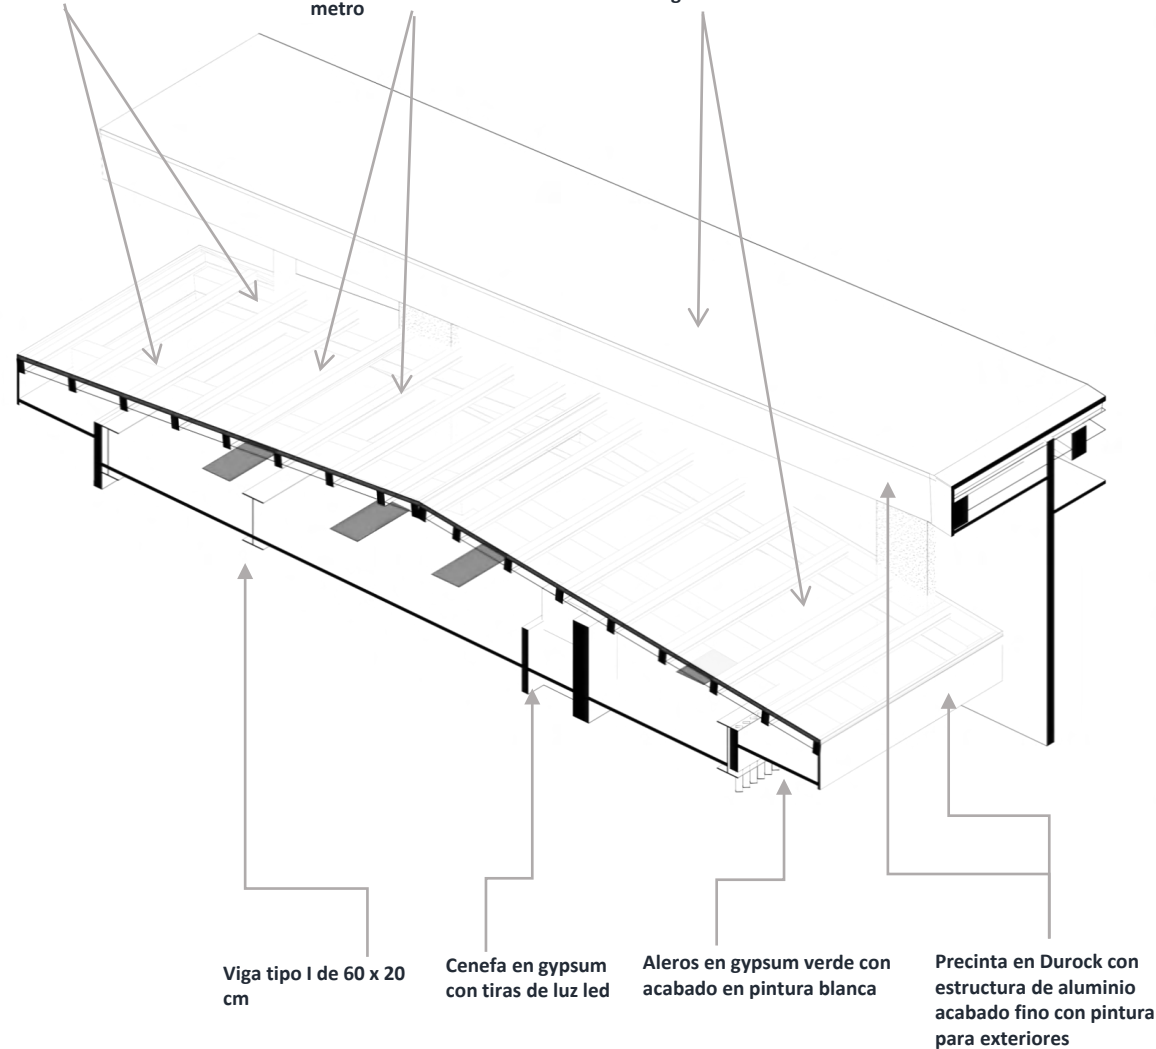 metro
Viga tipo I de 60 x 20
cm
Cenefa en gypsum
con tiras de luz led
Aleros en gypsum verde con
acabado en pintura blanca
Precinta en Durock con
estructura de aluminio
acabado fino con pintura
para exteriores